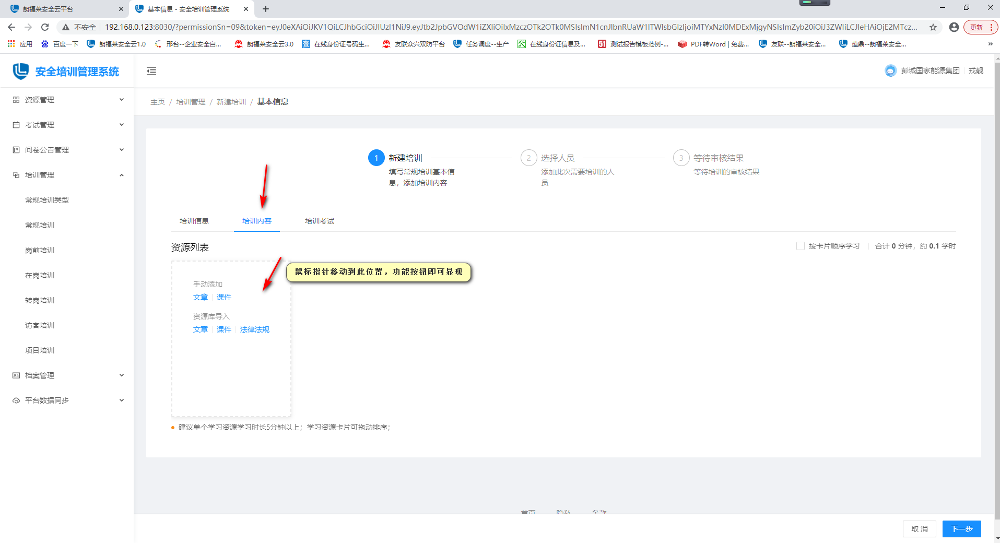 朗福莱安全云平台
基本信息 - 安全培训管理系统
不安全 192.168.0.123:8030/?permissionSn=09&token=
更新
应用
百度一下
朗福莱安全云1.0
邢台--企业安全自...
朗福莱安全云3.0
查
在线身份证号码生...
友联众兴双防平台
任务调度--生产
在线身份证信息及...
51
测试报告模板范例-...
PDF转Word | 免费...
友联--朗福莱安全...
蕴鼎--朗福莱安全...
»
安全培训管理系统
彭城国家能源集团
戎靓
资源管理
考试管理
问卷公告管理
培训管理
常规培训类型
常规培训
岗前培训
在岗培训
转岗培训
访客培训
项目培训
档案管理
平台数据同步
主页 / 培训管理 / 新建培训 / 基本信息
1 新建培训
填写常规培训基本信
息，添加培训内容
2 选择人员
添加此次需要培训的人
员
3 等待审核结果
等待培训的审核结果
培训信息
培训内容
培训考试
资源列表
按卡片顺序学习
合计 0 分钟，约 0.1 学时
鼠标指针移动到此位置，功能按钮即可显现
手动添加
文章 课件
资源库导入
文章 课件 法律法规
建议单个学习资源学习时长5分钟以上；学习资源卡片可拖动排序；
首页 隐私 条款
取 消
下一步